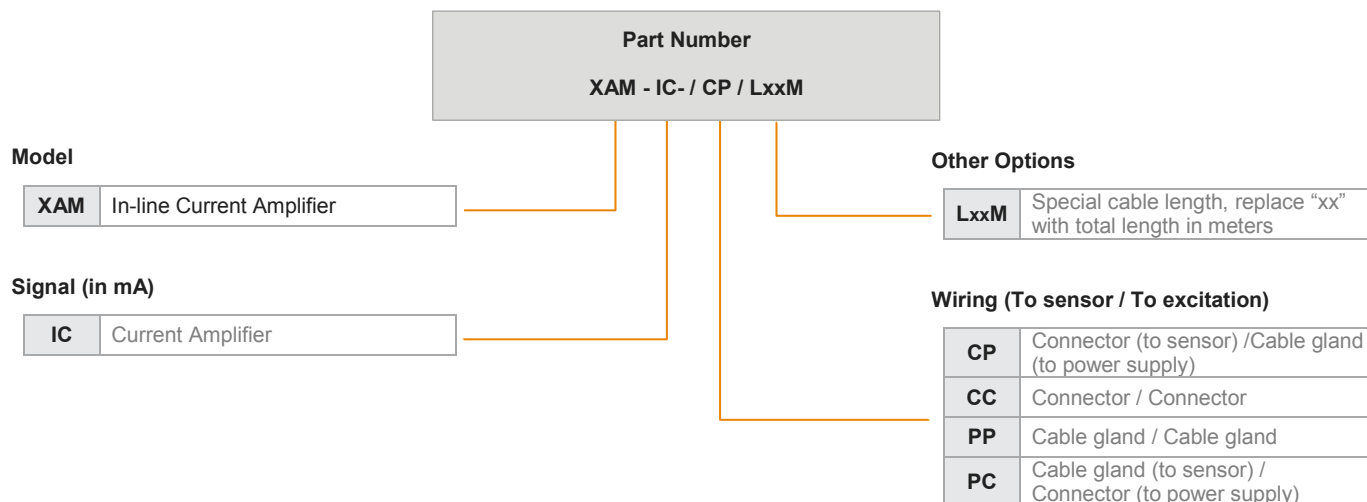 Part Number
XAM - IC- / CP / LxxM
Model
XAM In-line Current Amplifier
Signal (in mA)
IC Current Amplifier
Other Options
LxxM Special cable length, replace “xx”
with total length in meters
Wiring (To sensor / To excitation)
CP Connector (to sensor) /Cable gland
(to power supply)
CC Connector / Connector
PP Cable gland / Cable gland
PC Cable gland (to sensor) /
Connector (to power supply)